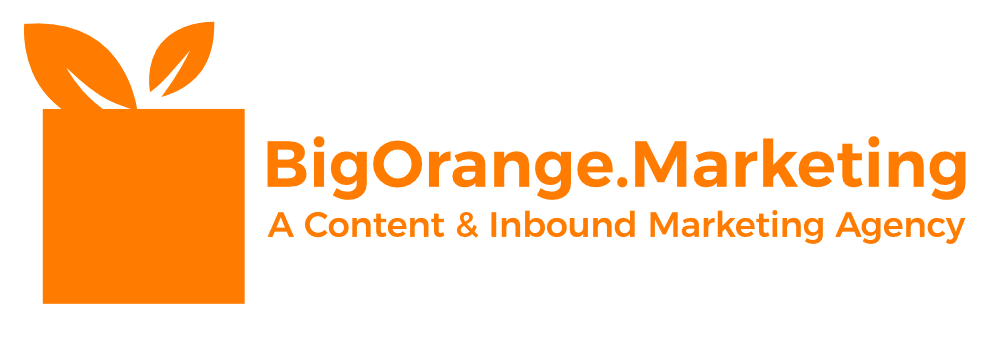 BigOrange.Marketing
A Content & Inbound Marketing Agency